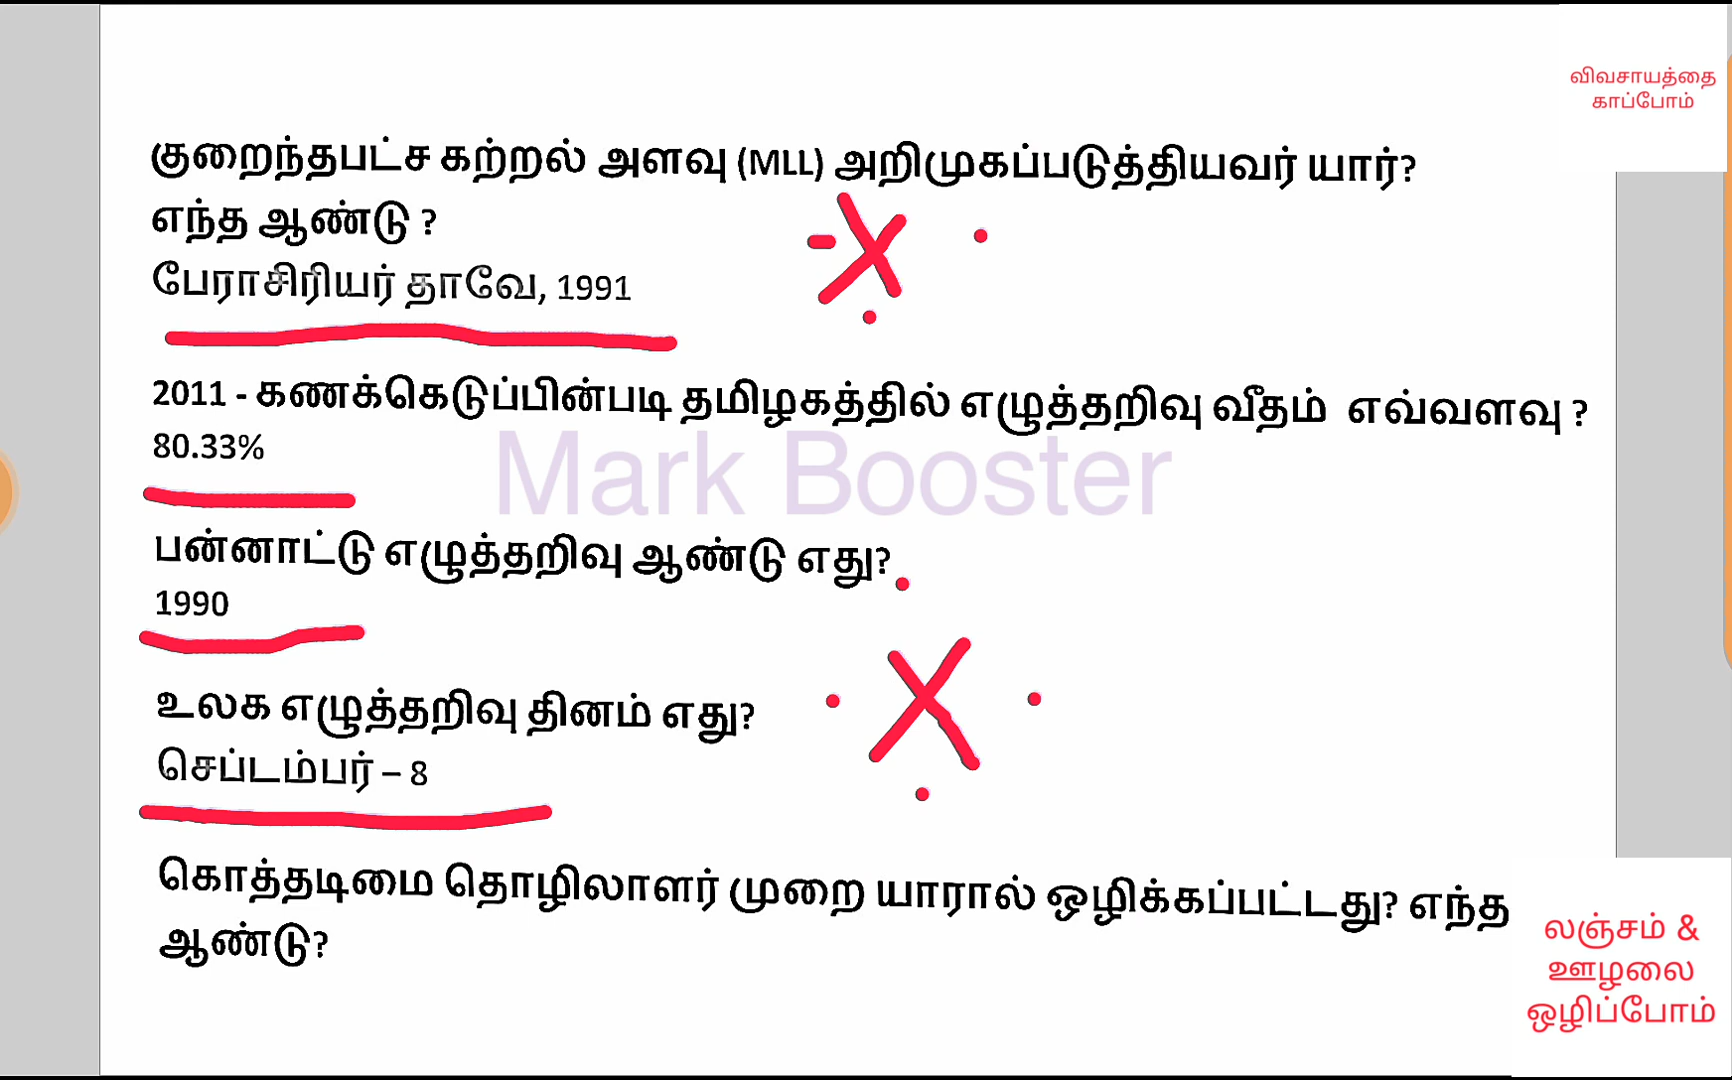 விவசாயத்தை
காப்போம்
குறைந்தபட்ச கற்றல் அளவு (MLL) அறிமுகப்படுத்தியவர் யார்?
எந்த ஆண்டு ?
பேராசிரியர் தாவே, 1991
2011 - கணக்கெடுப்பின்படி தமிழகத்தில் எழுத்தறிவு வீதம் எவ்வளவு ?
80.33%
Mark Booster
பன்னாட்டு எழுத்தறிவு ஆண்டு எது?
1990
உலக எழுத்தறிவு தினம் எது?
செப்டம்பர் – 8
கொத்தடிமை தொழிலாளர் முறை யாரால் ஒழிக்கப்பட்டது? எந்த
ஆண்டு?
லஞ்சம் &
ஊழலை
ஒழிப்போம்